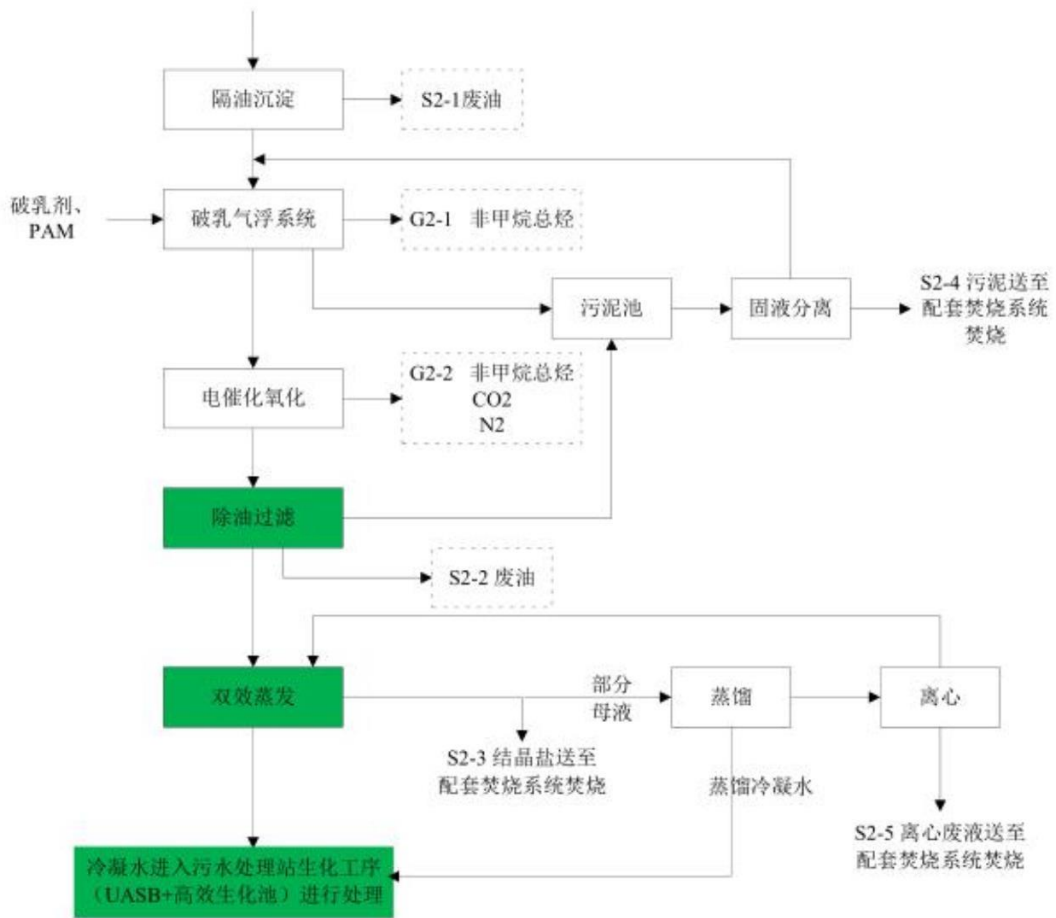 隔油沉淀
S2-1废油
破乳剂、
PAM
破乳气浮系统
G2-1 非甲烷总烃
污泥池
固液分离
S2-4 污泥送至
配套焚烧系统
焚烧
电催化氧化
G2-2 非甲烷总烃
CO2
N2
除油过滤
S2-2 废油
双效蒸发
部分
母液
蒸馏
离心
S2-3 结晶盐送至
配套焚烧系统焚烧
蒸馏冷凝水
S2-5 离心废液送至
配套焚烧系统焚烧
冷凝水进入污水处理站生化工序
（UASB+高效生化池）进行处理